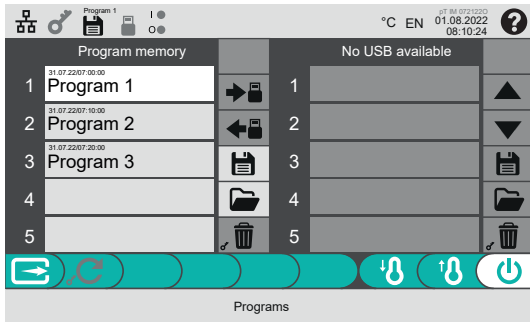 Program 1
I
O
°C EN
pT IM 072122O
01.08.2022
08:10:24
?
Program memory
No USB available
1
31.07.22/07:00:00
Program 1
1
2
31.07.22/07:10:00
Program 2
2
3
31.07.22/07:20:00
Program 3
3
4
4
5
5
Programs